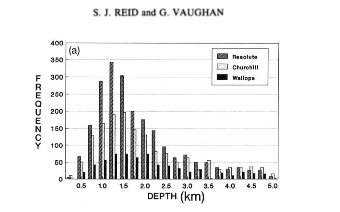 S. J. REID and G. VAUGHAN
(a)
Resolute
Churchill
Wallops
FREQUENCY
400
350
300
250
200
150
100
50
0
0.5 1.0 1.5 2.0 2.5 3.0 3.5 4.0 4.5 5.0
DEPTH (km)